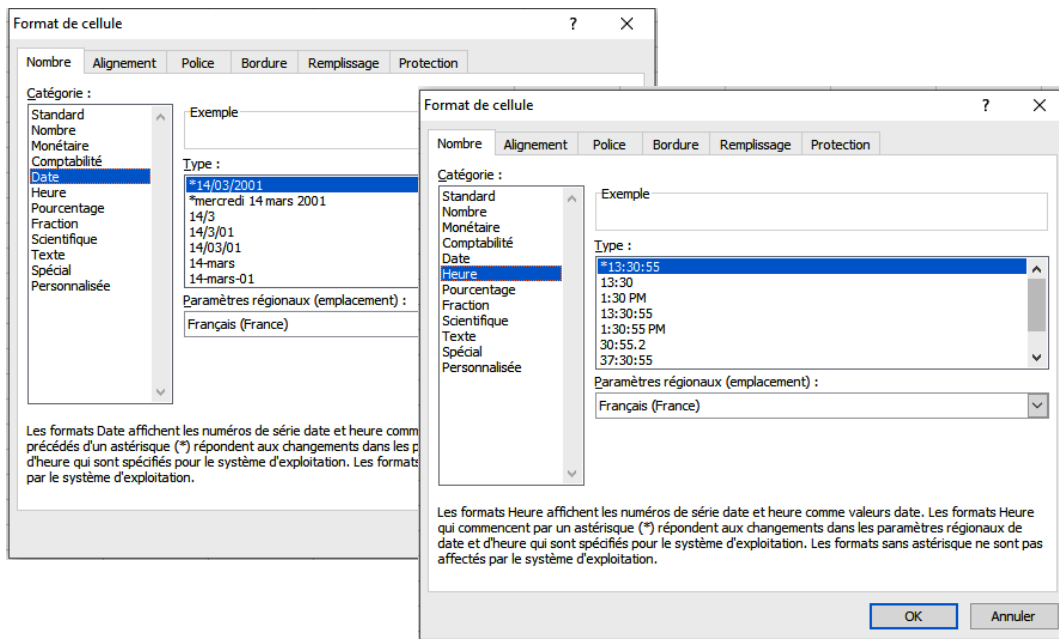 Format de cellule ? ×
Nombre Alignement Police Bordure Remplissage Protection
Catégorie :
Standard
Nombre
Monétaire
Comptabilité
Date
Heure
Pourcentage
Fraction
Scientifique
Texte
Spécial
Personnalisée
Exemple
Type :
*14/03/2001
*mercredi 14 mars 2001
14/3
14/3/01
14/03/01
14-mars
14-mars-01
Paramètres régionaux (emplacement) :
Français (France)
Les formats Date affichent les numéros de série date et heure comm
précédés d'un astérisque (*) répondent aux changements dans les p
d'heure qui sont spécifiés pour le système d'exploitation. Les formats
par le système d'exploitation.
Format de cellule ? ×
Nombre Alignement Police Bordure Remplissage Protection
Catégorie :
Standard
Nombre
Monétaire
Comptabilité
Date
Heure
Pourcentage
Fraction
Scientifique
Texte
Spécial
Personnalisée
Exemple
Type :
*13:30:55
13:30
1:30 PM
13:30:55
1:30:55 PM
30:55.2
37:30:55
Paramètres régionaux (emplacement) :
Français (France)
Les formats Heure affichent les numéros de série date et heure comme valeurs date. Les formats Heure
qui commencent par un astérisque (*) répondent aux changements dans les paramètres régionaux de
date et d'heure qui sont spécifiés pour le système d'exploitation. Les formats sans astérisque ne sont pas
affectés par le système d'exploitation.
OK Annuler